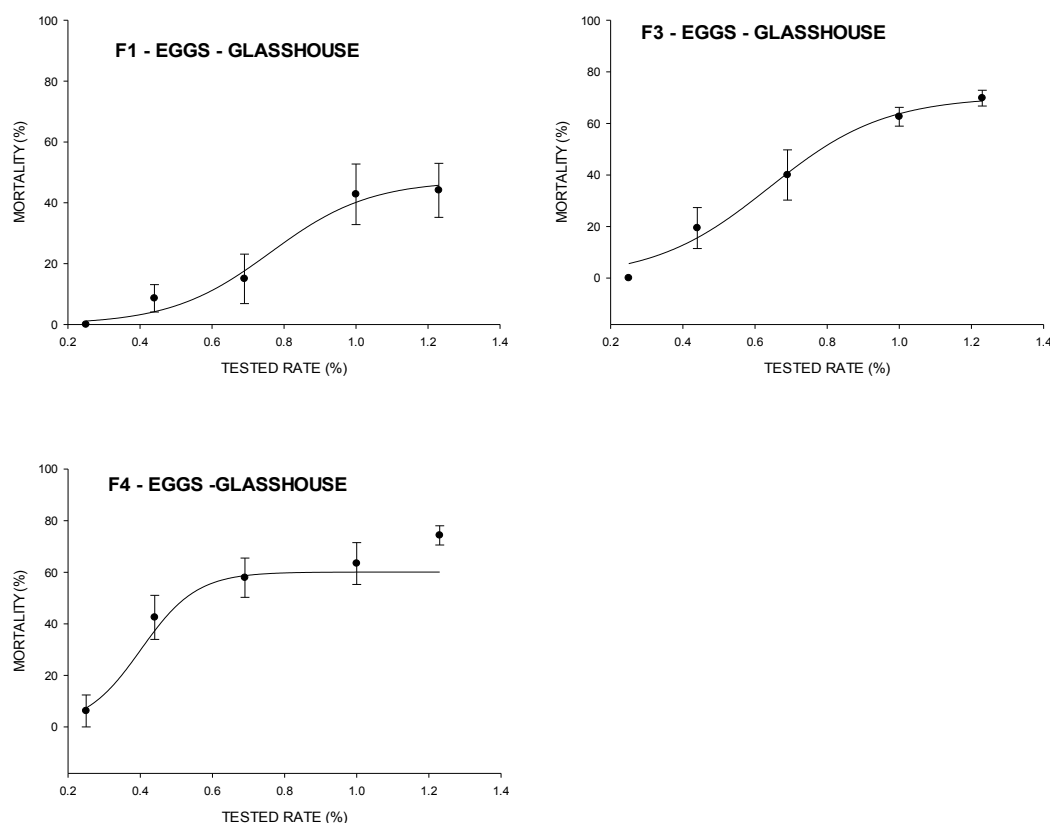 F1 - EGGS - GLASSHOUSE
MORTALITY (%)
100
80
60
40
20
0
0.2 0.4 0.6 0.8 1.0 1.2 1.4
TESTED RATE (%)
F3 - EGGS - GLASSHOUSE
MORTALITY (%)
100
80
60
40
20
0
0.2 0.4 0.6 0.8 1.0 1.2 1.4
TESTED RATE (%)
F4 - EGGS -GLASSHOUSE
MORTALITY (%)
100
80
60
40
20
0
0.2 0.4 0.6 0.8 1.0 1.2 1.4
TESTED RATE (%)